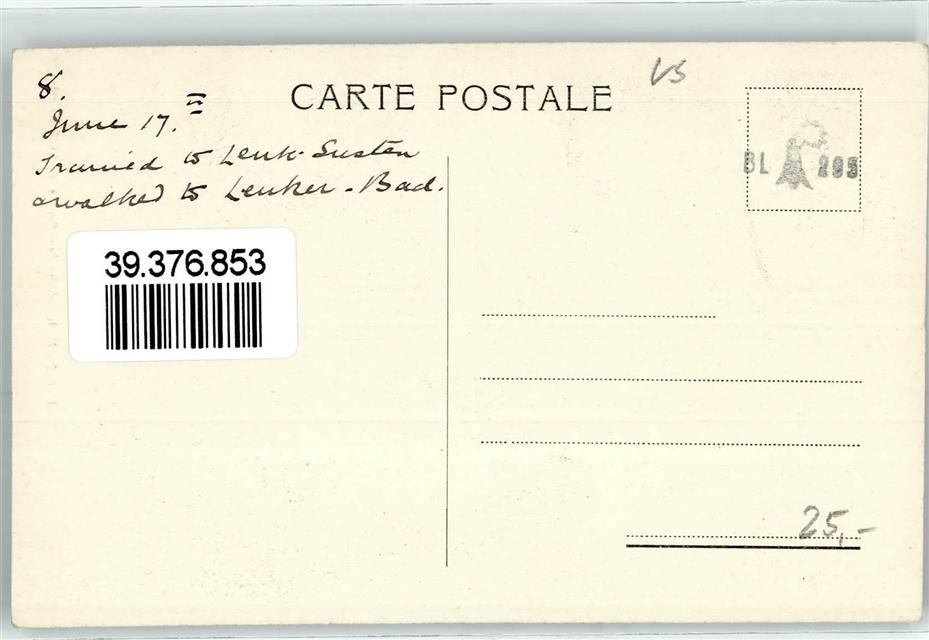 8.
June 17.
CARTE POSTALE
VS
Trained to Leuk-Susten
& walked to Leuker-Bad.
BL 295
39.376.853
25,-